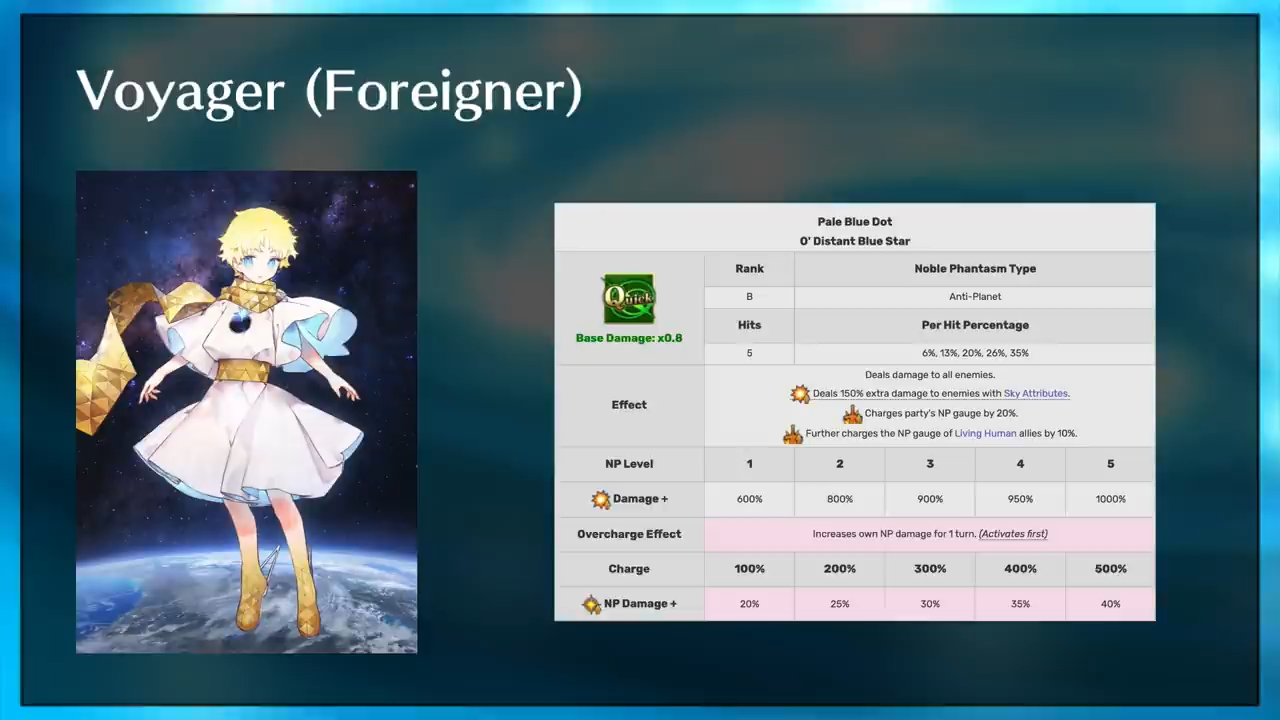 Voyager (Foreigner)
Pale Blue Dot
O' Distant Blue Star
Rank
Noble Phantasm Type
Quick
B
Anti-Planet
Hits
Per Hit Percentage
Base Damage: x0.8
5
6%, 13%, 20%, 26%, 35%
Effect
Deals damage to all enemies.
Deals 150% extra damage to enemies with Sky Attributes.
Charges party's NP gauge by 20%.
Further charges the NP gauge of Living Human allies by 10%.
NP Level 1 2 3 4 5
Damage + 600% 800% 900% 950% 1000%
Overcharge Effect Increases own NP damage for 1 turn. (Activates first)
Charge 100% 200% 300% 400% 500%
NP Damage + 20% 25% 30% 35% 40%